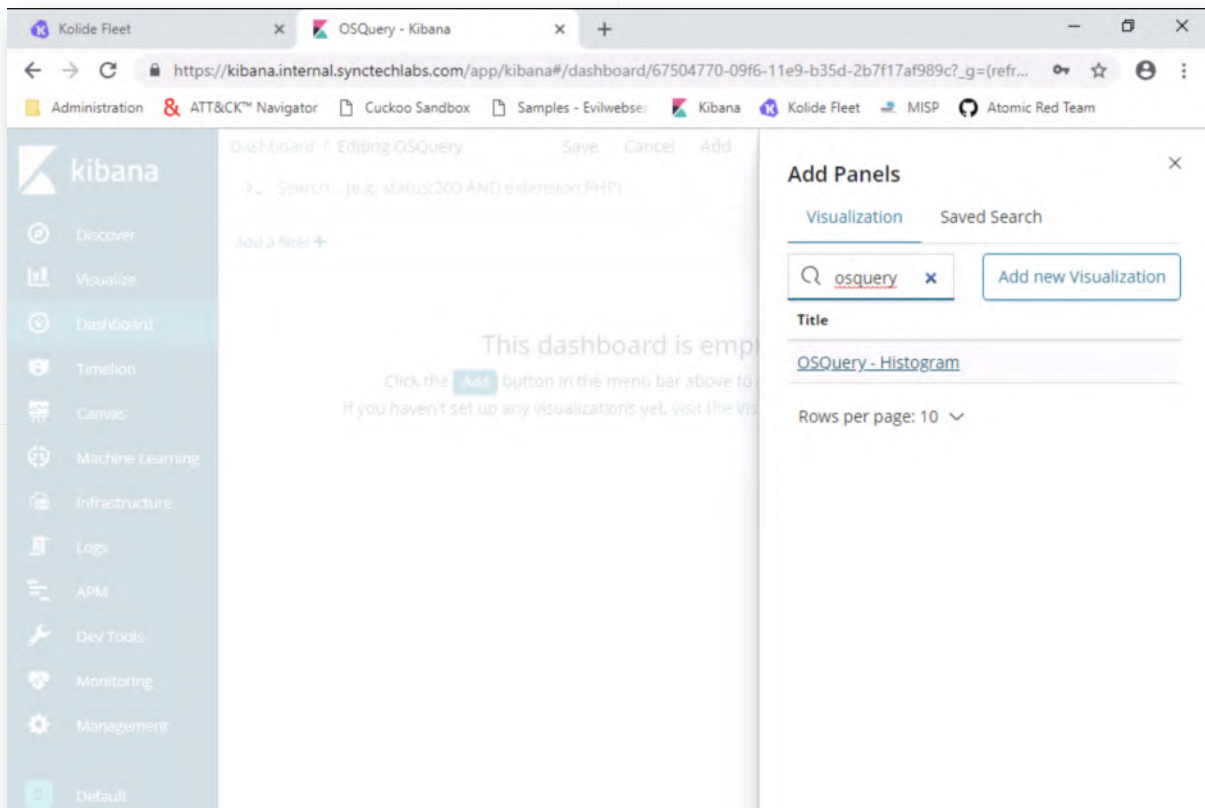 Kolide Fleet
OSQuery - Kibana
https://kibana.internal.synctechlabs.com/app/kibana#/dashboard/67504770-09f6-11e9-b35d-2b7f17af989c?_g=(refr...
Administration ATT&CK™ Navigator Cuckoo Sandbox Samples - Evilwebser Kibana Kolide Fleet MISP Atomic Red Team
kibana
Discover
Visualize
Dashboard
Timelion
Canvas
Machine Learning
Infrastructure
Logs
APM
Dev Tools
Monitoring
Management
Default
Dashboard / Editing OSQuery Save Cancel Add
>_ Search... (e.g. status:200 AND extension:PHP)
Add a filter +
This dashboard is emp
Click the Add button in the menu bar above to
If you haven't set up any visualizations yet, visit the Vis
Add Panels
Visualization Saved Search
osquery
Add new Visualization
Title
OSQuery - Histogram
Rows per page: 10